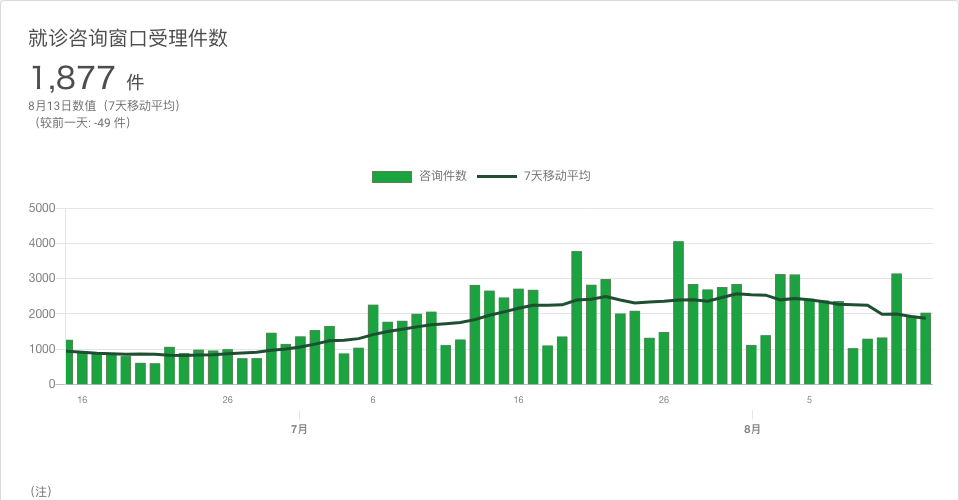 就诊咨询窗口受理件数
1,877 件
8月13日数值（7天移动平均）
（较前一天: -49 件）
咨询件数 7天移动平均
5000
4000
3000
2000
1000
0
16 26 6 16 26 5
7月 8月
（注）